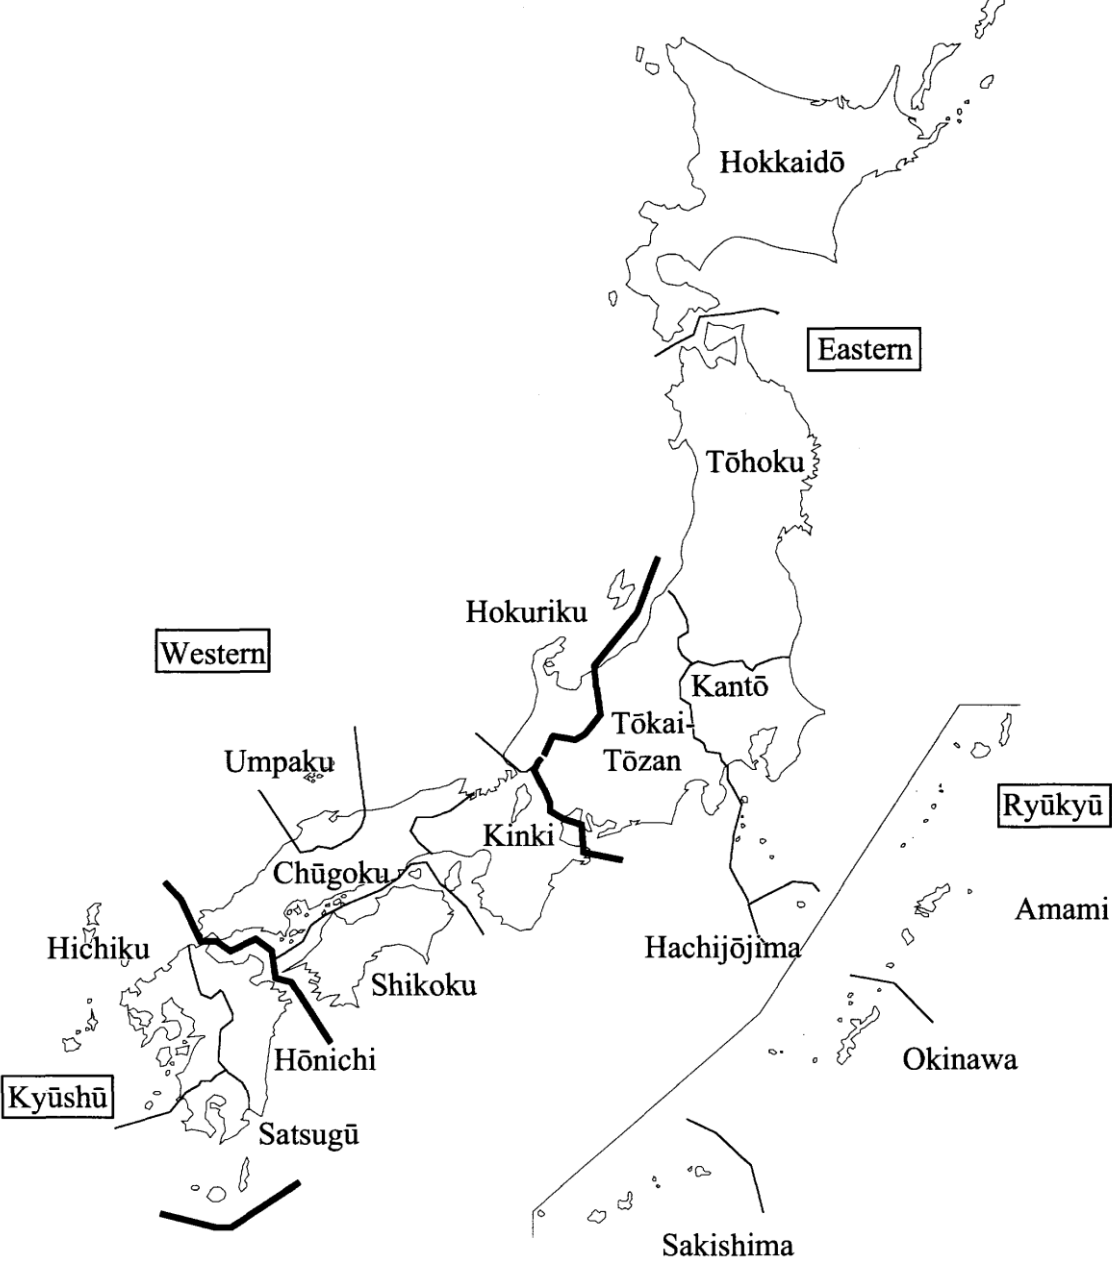 Hokkaidō
Eastern
Tōhoku
Hokuriku
Western
Kantō
Tōkai-
Tōzan
Umpaku
Ryūkyū
Kinki
Chūgoku
Amami
Hichiku
Hachijōjima
Shikoku
Hōnichi
Okinawa
Kyūshū
Satsugū
Sakishima